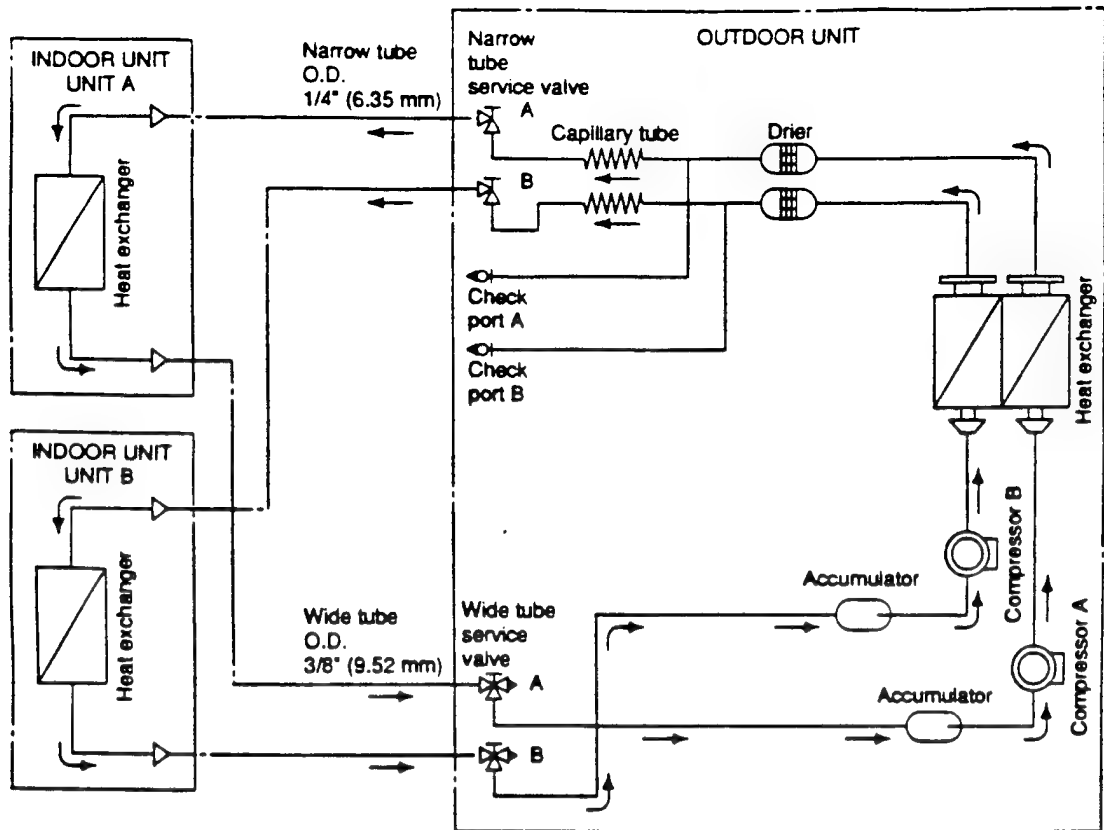 OUTDOOR UNIT
INDOOR UNIT
UNIT A
Heat exchanger
Narrow tube
O.D.
1/4" (6.35 mm)
Narrow
tube
service valve
A
B
Capillary tube
Drier
Check
port A
Check
port B
Heat exchanger
INDOOR UNIT
UNIT B
Heat exchanger
Wide tube
O.D.
3/8" (9.52 mm)
Wide tube
service
valve
A
B
Accumulator
Compressor B
Accumulator
Compressor A